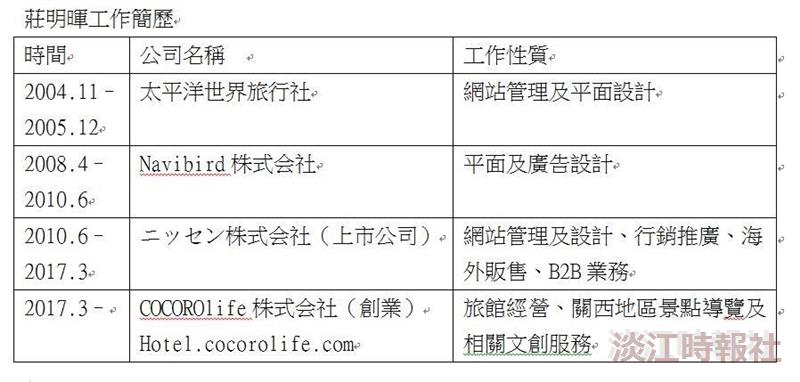 莊明暉工作簡歷
時間 公司名稱 工作性質
2004.11- 太平洋世界旅行社 網站管理及平面設計
2005.12
2008.4- Navibird 株式会社 平面及廣告設計
2010.6
2010.6- ニッセン株式会社（上市公司） 網站管理及設計、行銷推廣、海
2017.3 外販售、B2B 業務
2017.3- COCOROlife 株式会社（創業） 旅館經營、關西地區景點導覽及
Hotel.cocorolife.com 相關文創服務
淡江時報社